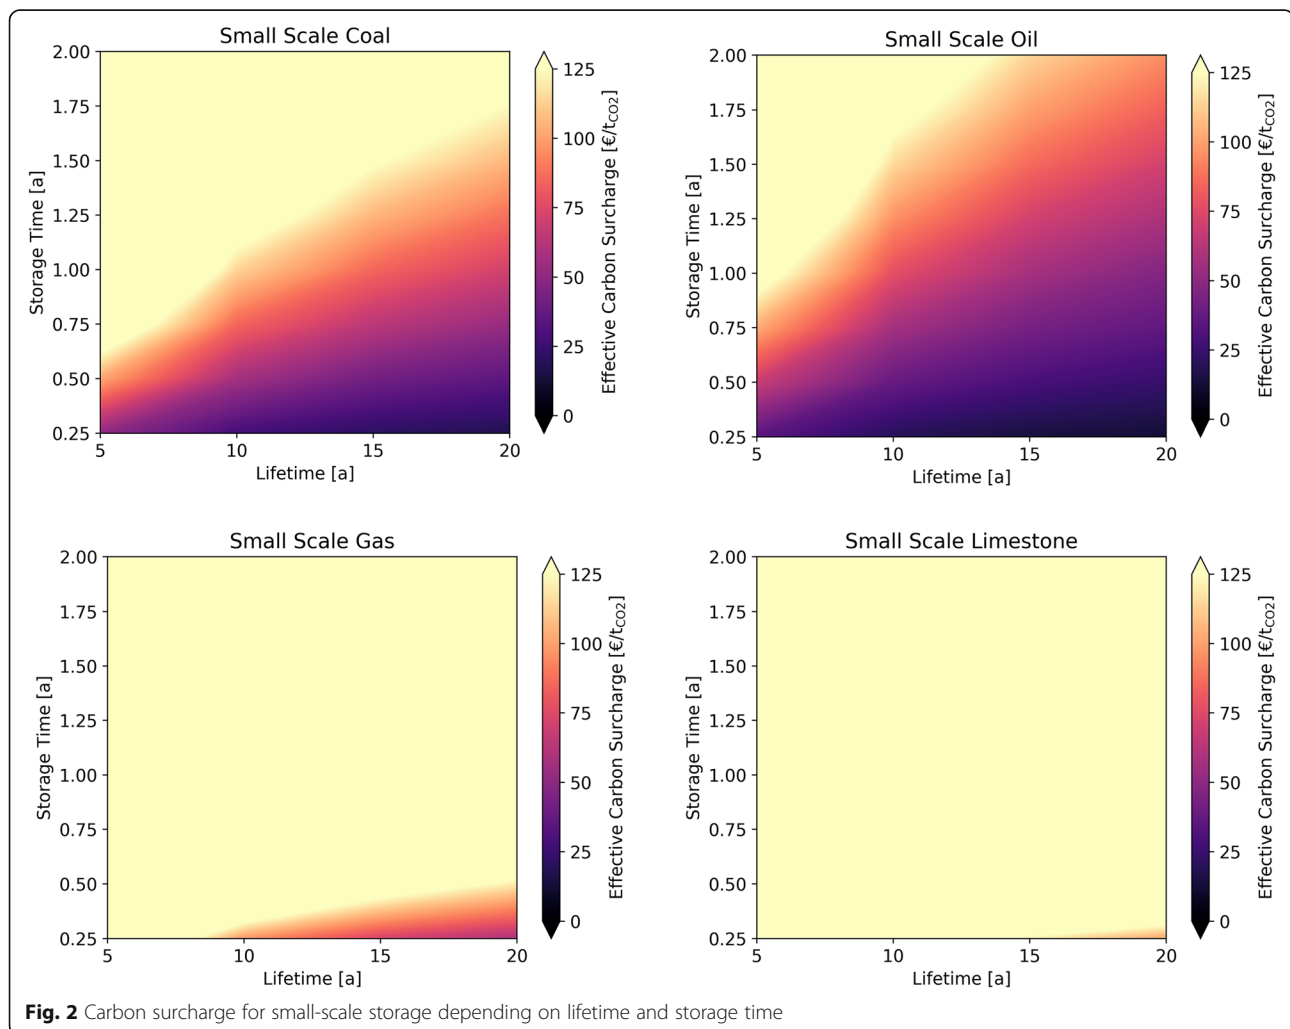 Small Scale Coal
2.00
1.75
1.50
1.25
1.00
0.75
0.50
0.25
Storage Time [a]
5 10 15 20
Lifetime [a]
125
100
75
50
25
0
Effective Carbon Surcharge [€/tCO2]
Small Scale Oil
2.00
1.75
1.50
1.25
1.00
0.75
0.50
0.25
Storage Time [a]
5 10 15 20
Lifetime [a]
125
100
75
50
25
0
Effective Carbon Surcharge [€/tCO2]
Small Scale Gas
2.00
1.75
1.50
1.25
1.00
0.75
0.50
0.25
Storage Time [a]
5 10 15 20
Lifetime [a]
125
100
75
50
25
0
Effective Carbon Surcharge [€/tCO2]
Small Scale Limestone
2.00
1.75
1.50
1.25
1.00
0.75
0.50
0.25
Storage Time [a]
5 10 15 20
Lifetime [a]
125
100
75
50
25
0
Effective Carbon Surcharge [€/tCO2]
Fig. 2 Carbon surcharge for small-scale storage depending on lifetime and storage time